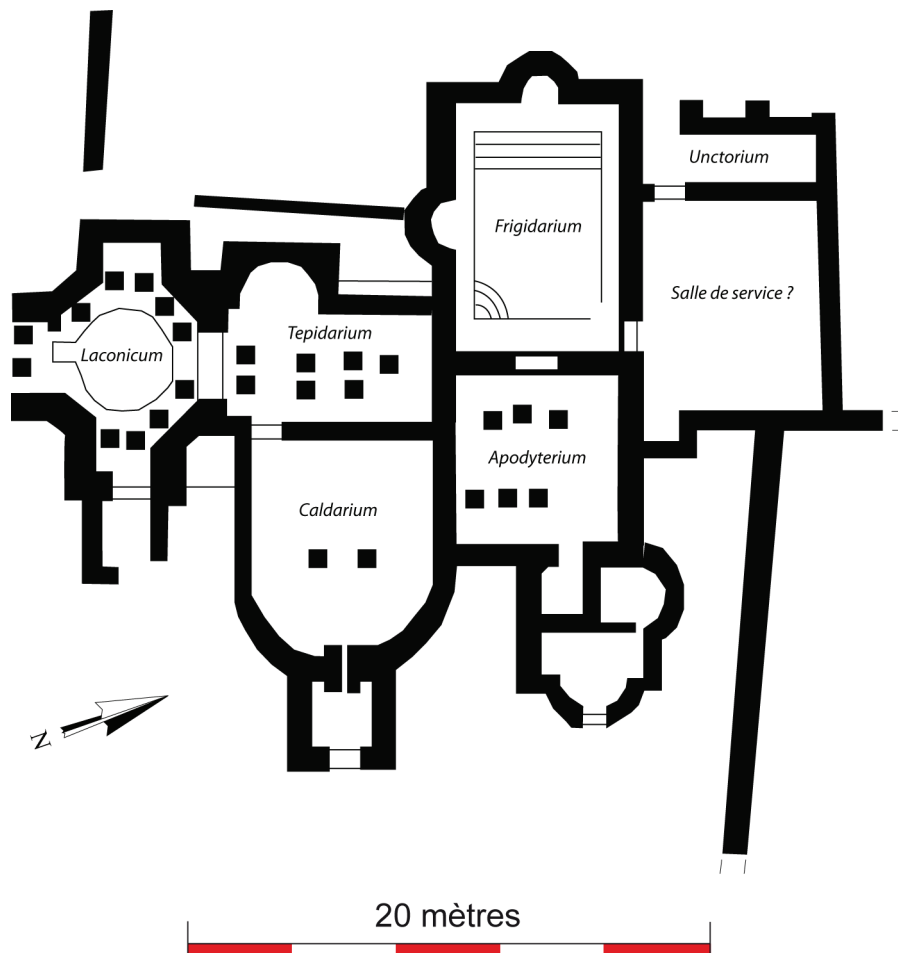 Unctorium
Frigidarium
Salle de service ?
Tepidarium
Laconicum
Apodyterium
Caldarium
N
20 mètres